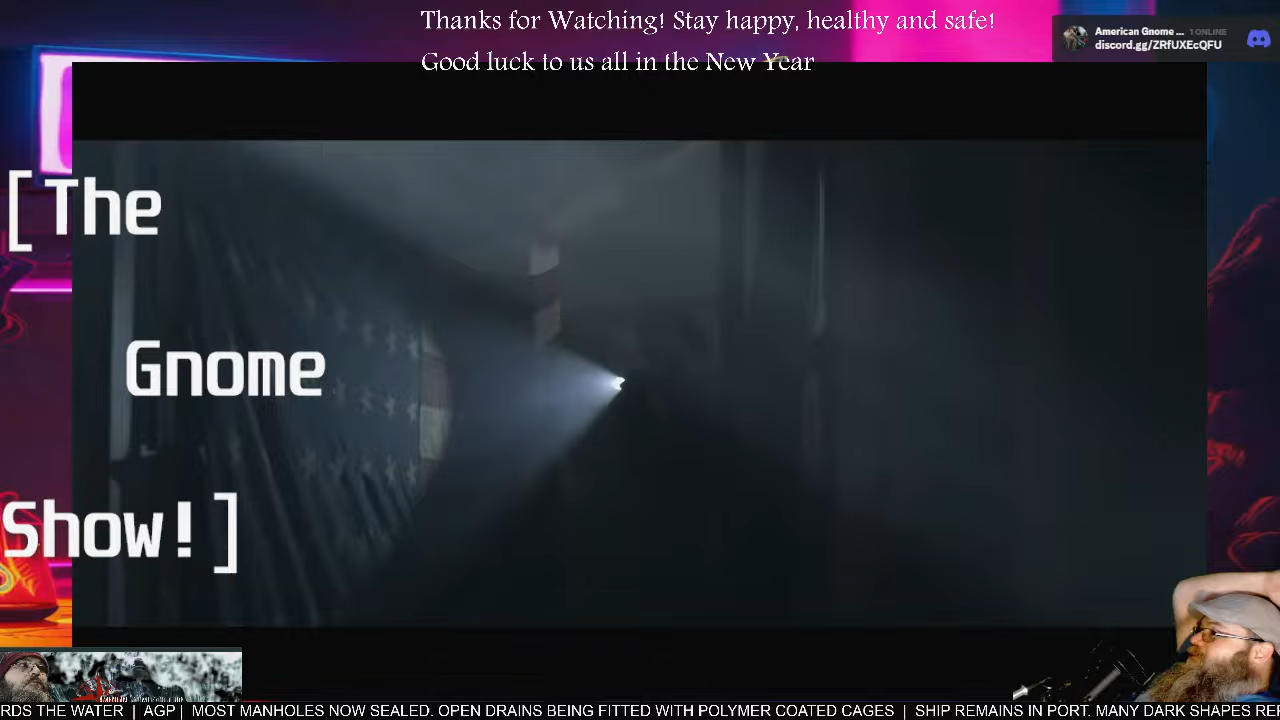 Thanks for Watching! Stay happy, healthy and safe!
Good luck to us all in the New Year
American Gnome ... 1 ONLINE
discord.gg/ZRfUXEcQFU
[The
Gnome
Show!]
RDS THE WATER | AGP | MOST MANHOLES NOW SEALED. OPEN DRAINS BEING FITTED WITH POLYMER COATED CAGES | SHIP REMAINS IN PORT. MANY DARK SHAPES